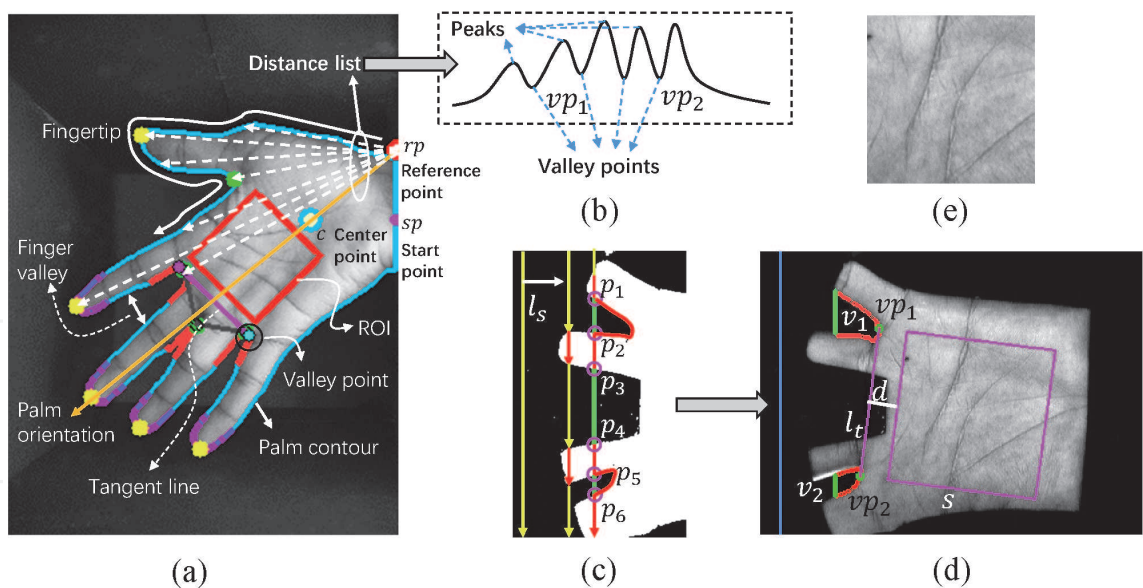 Distance list
Fingertip
rp
Reference point
sp
c Center point
Start point
Finger valley
ROI
Valley point
Palm orientation
Palm contour
Tangent line
(a)
Peaks
vp1
vp2
Valley points
(b)
(e)
ls
p1
p2
p3
p4
p5
p6
(c)
v1
vp1
d
lt
v2
vp2
s
(d)